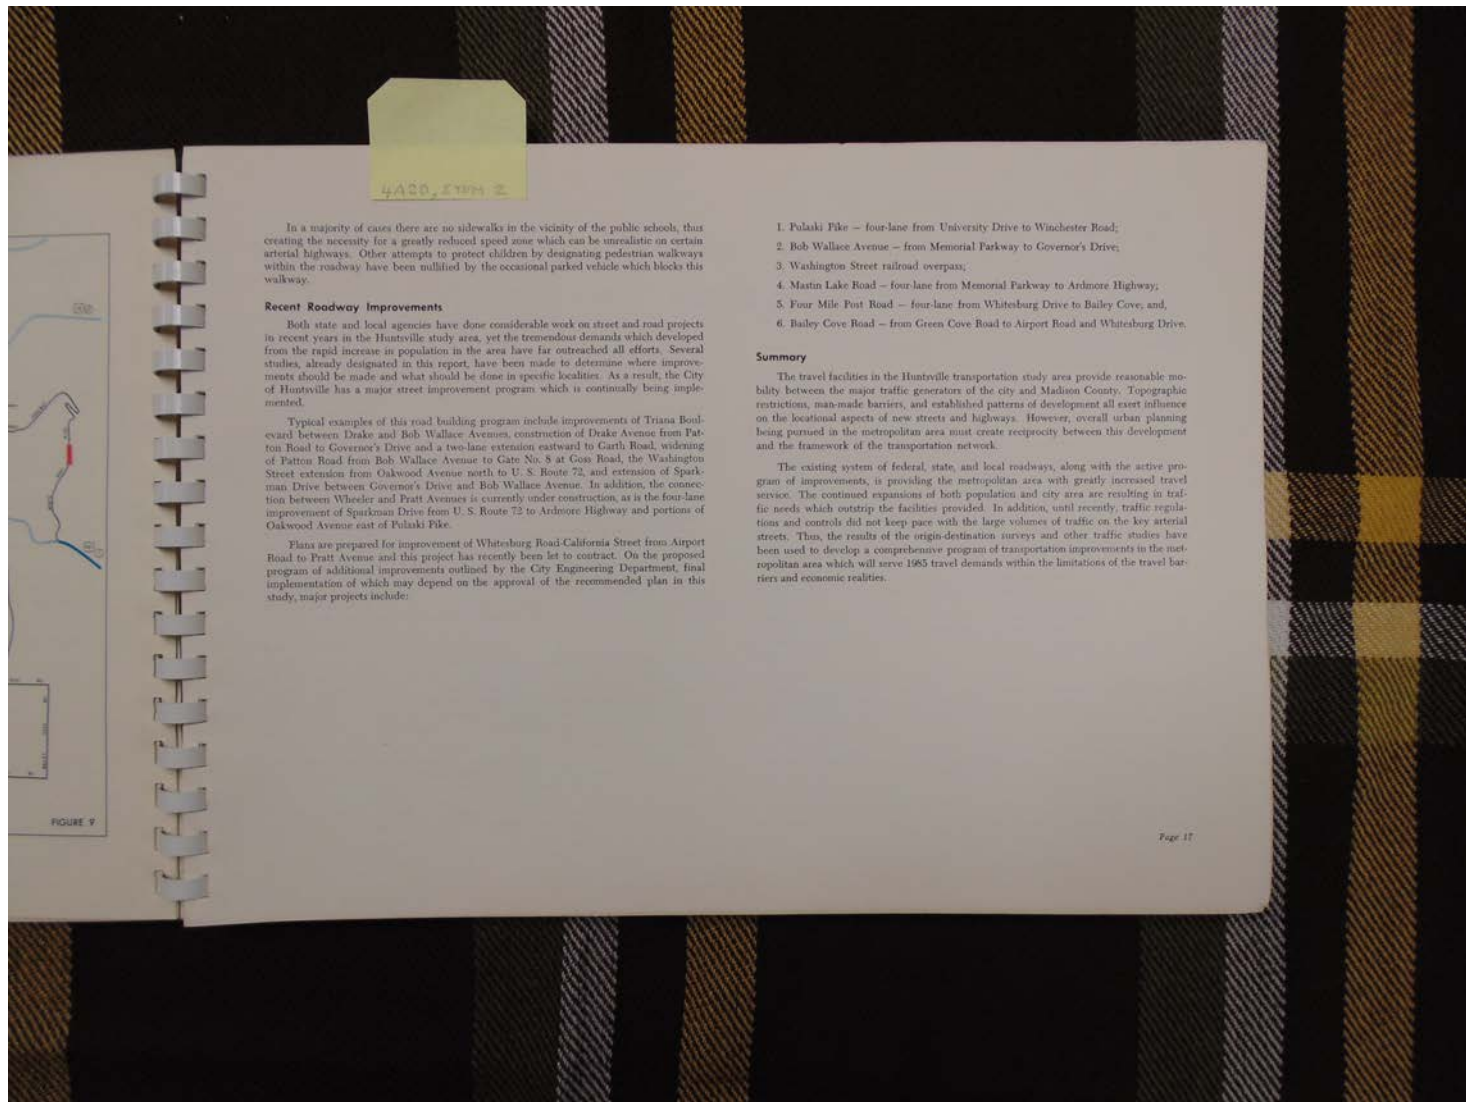 4A2D, ITEM 2
In a majority of cases there are no sidewalks in the vicinity of the public schools, thus
creating the necessity for a greatly reduced speed zone which can be unrealistic on certain
arterial highways. Other attempts to protect children by designating pedestrian walkways
within the roadway have been nullified by the occasional parked vehicle which blocks this
walkway.
Recent Roadway Improvements
Both state and local agencies have done considerable work on street and road projects
in recent years in the Huntsville study area, yet the tremendous demands which developed
from the rapid increase in population in the area have far outreached all efforts. Several
studies, already designated in this report, have been made to determine where improve-
ments should be made and what should be done in specific localities. As a result, the City
of Huntsville has a major street improvement program which is continually being imple-
mented.
Typical examples of this road building program include improvements of Triana Boul-
evard between Drake and Bob Wallace Avenues, construction of Drake Avenue from Pat-
ton Road to Governor's Drive and a two-lane extension eastward to Garth Road, widening
of Patton Road from Bob Wallace Avenue to Gate No. 8 at Goss Road, the Washington
Street extension from Oakwood Avenue north to U. S. Route 72, and extension of Spark-
man Drive between Governor's Drive and Bob Wallace Avenue. In addition, the connec-
tion between Wheeler and Pratt Avenues is currently under construction, as is the four-lane
improvement of Sparkman Drive from U. S. Route 72 to Ardmore Highway and portions of
Oakwood Avenue east of Pulaski Pike.
Plans are prepared for improvement of Whitesburg Road-California Street from Airport
Road to Pratt Avenue and this project has recently been let to contract. On the proposed
program of additional improvements outlined by the City Engineering Department, final
implementation of which may depend on the approval of the recommended plan in this
study, major projects include:
1. Pulaski Pike — four-lane from University Drive to Winchester Road;
2. Bob Wallace Avenue — from Memorial Parkway to Governor's Drive;
3. Washington Street railroad overpass;
4. Mastin Lake Road — four-lane from Memorial Parkway to Ardmore Highway;
5. Four Mile Post Road — four-lane from Whitesburg Drive to Bailey Cove; and,
6. Bailey Cove Road — from Green Cove Road to Airport Road and Whitesburg Drive.
Summary
The travel facilities in the Huntsville transportation study area provide reasonable mo-
bility between the major traffic generators of the city and Madison County. Topographic
restrictions, man-made barriers, and established patterns of development all exert influence
on the locational aspects of new streets and highways. However, overall urban planning
being pursued in the metropolitan area must create reciprocity between this development
and the framework of the transportation network.
The existing system of federal, state, and local roadways, along with the active pro-
gram of improvements, is providing the metropolitan area with greatly increased travel
service. The continued expansions of both population and city area are resulting in traf-
fic needs which outstrip the facilities provided. In addition, until recently, traffic regula-
tions and controls did not keep pace with the large volumes of traffic on the key arterial
streets. Thus, the results of the origin-destination surveys and other traffic studies have
been used to develop a comprehensive program of transportation improvements in the met-
ropolitan area which will serve 1985 travel demands within the limitations of the travel bar-
riers and economic realities.
Page 17
FIGURE 9